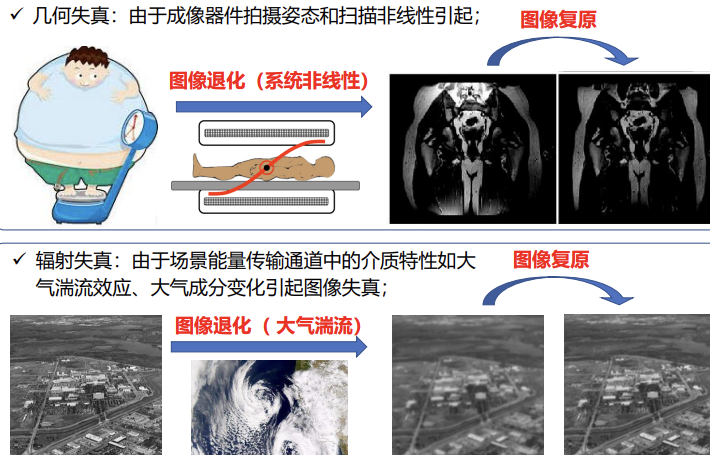 ✓ 几何失真：由于成像器件拍摄姿态和扫描非线性引起；
图像复原
图像退化（系统非线性）
✓ 辐射失真：由于场景能量传输通道中的介质特性如大
气湍流效应、大气成分变化引起图像失真；
图像复原
图像退化（ 大气湍流）